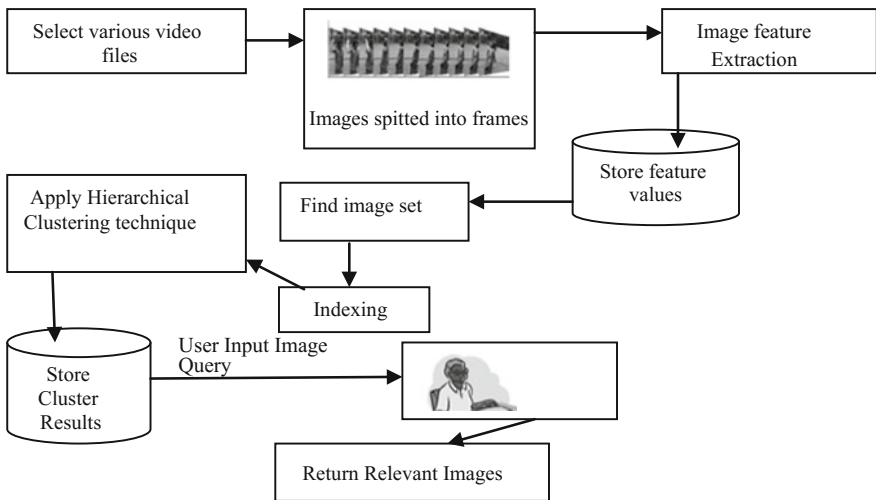 Select various video
files
Images spitted into frames
Image feature
Extraction
Store feature
values
Find image set
Indexing
Apply Hierarchical
Clustering technique
Store
Cluster
Results
User Input Image
Query
Return Relevant Images